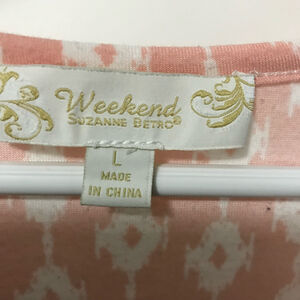 Weekend
SUZANNE BETRO®
L
MADE
IN CHINA